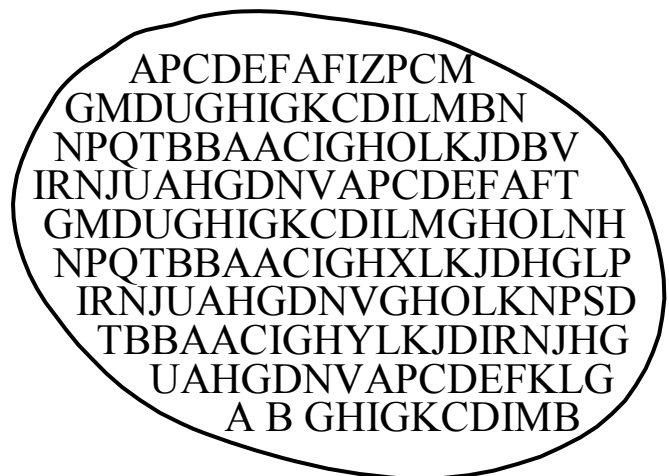 APCDEFAFIZPCM
GMDUGHIGKCDILMBN
NPQTBBAACIGHOLKJDBV
IRNJUAHGDNVAPCDEFAFT
GMDUGHIGKCDILMGHOLNH
NPQTBBAACIGHXLKJDHGLP
IRNJUAHGDNVGHOLKNPSD
TBBAACIGHYLKJDIRNJHG
UAHGDNVAPCDEFKLG
A B GHIGKCDIMB